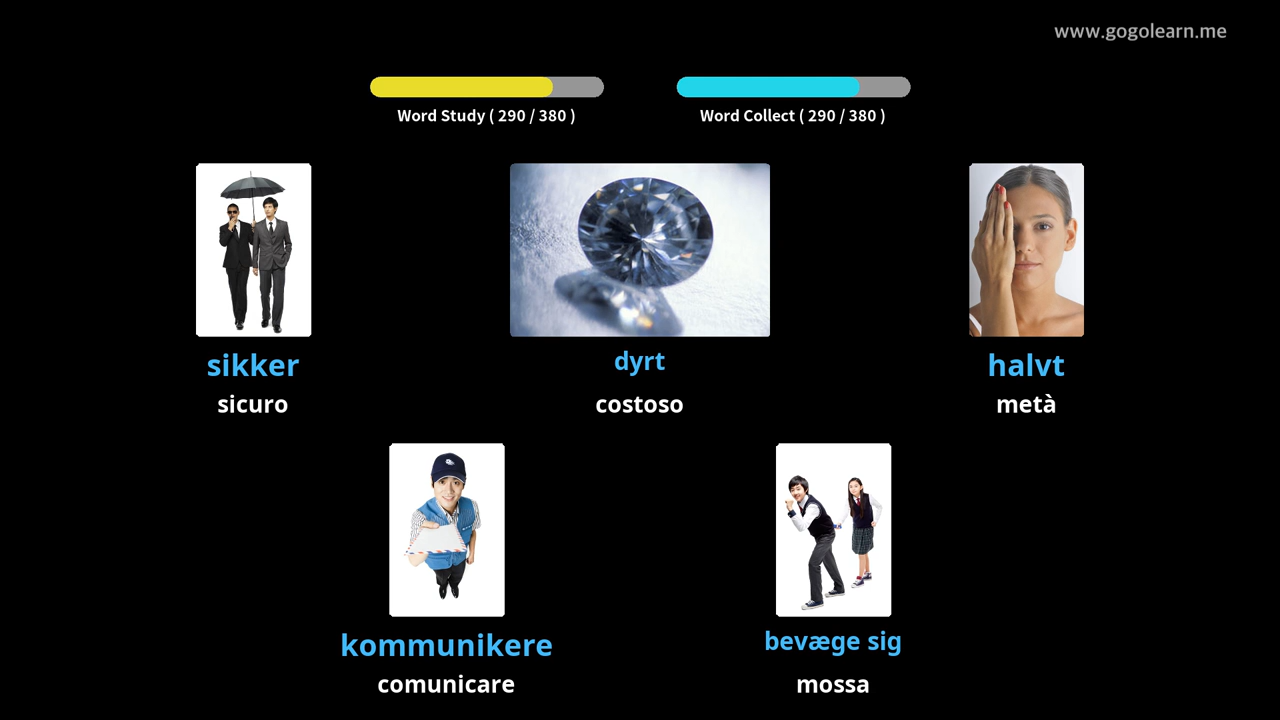 www.gogolearn.me
Word Study ( 290 / 380 )
Word Collect ( 290 / 380 )
sikker
sicuro
dyrt
costoso
halvt
metà
kommunikere
comunicare
bevæge sig
mossa